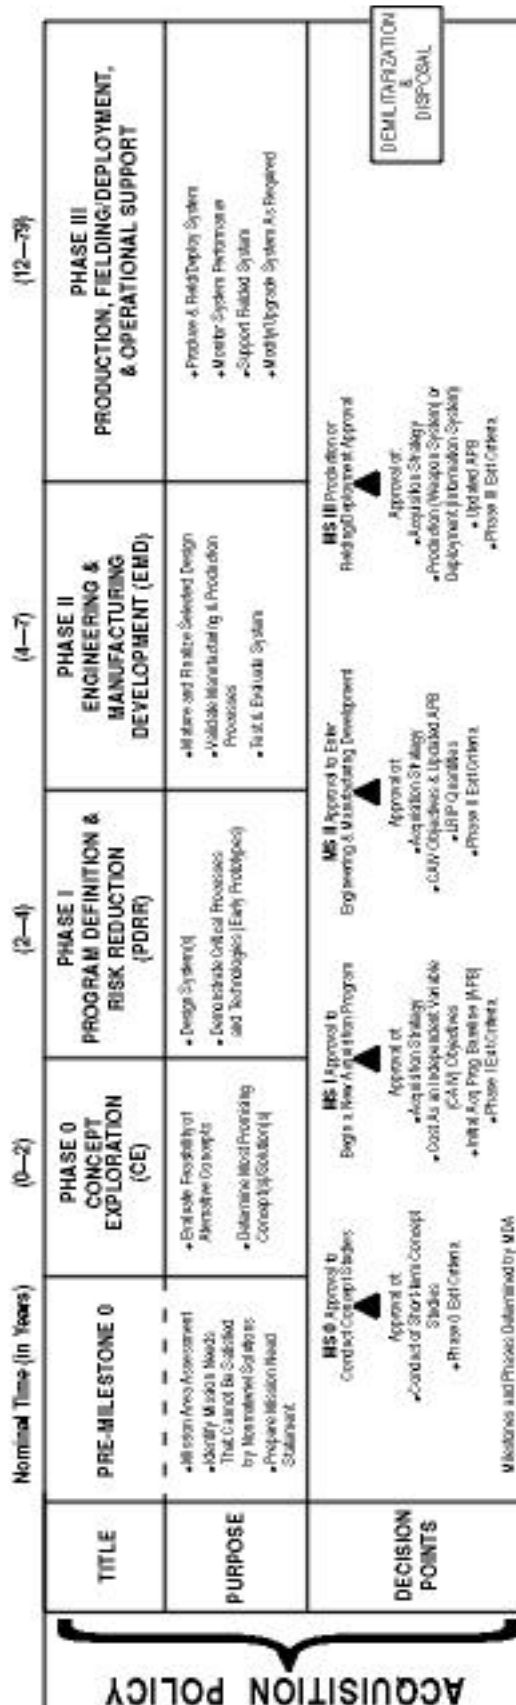 Nominal Time (in Years)
(0—2)
(2—4)
(4—7)
(12—79)
ACQUISITION POLICY
TITLE
PRE-MILESTONE 0
PHASE 0
CONCEPT
EXPLORATION
(CE)
PHASE I
PROGRAM DEFINITION &
RISK REDUCTION
(PDRR)
PHASE II
ENGINEERING &
MANUFACTURING
DEVELOPMENT (EMD)
PHASE III
PRODUCTION, FIELDING/DEPLOYMENT,
& OPERATIONAL SUPPORT
PURPOSE
• Mission Area Assessment
• Identify Mission Needs
That Cannot Be Satisfied
by Nonmaterial Solutions
• Prepare Mission Need
Statement
• Evaluate Feasibility of
Alternative Concepts
• Determine Most Promising
Concept(s)/Solution(s)
• Design System(s)
• Demonstrate Critical Processes
and Technologies (Early Prototypes)
• Mature and Finalize Selected Design
• Validate Manufacturing & Production
Processes
• Test & Evaluate System
• Produce & Field/Deploy System
• Monitor System Performance
• Support Fielded System
• Modify/Upgrade System As Required
DECISION
POINTS
MS 0 Approval to
Conduct Concept Studies
Approval of:
• Conduct of Short-term Concept
Studies
• Phase 0 Exit Criteria
MS I Approval to
Begin a New Acquisition Program
Approval of:
• Acquisition Strategy
• Cost As an Independent Variable
(CAIV) Objectives
• Initial Acq Prog Baseline (APB)
• Phase I Exit Criteria
MS II Approval to Enter
Engineering & Manufacturing Development
Approval of:
• Acquisition Strategy
• CAIV Objectives & Updated APB
• LRIP Quantities
• Phase II Exit Criteria
MS III Production or
Fielding/Deployment Approval
Approval of:
• Acquisition Strategy
• Production (Weapon System) or
Deployment (Information System)
• Updated APB
• Phase III Exit Criteria
DEMILITARIZATION
&
DISPOSAL
Milestones and Phases Determined by MDA